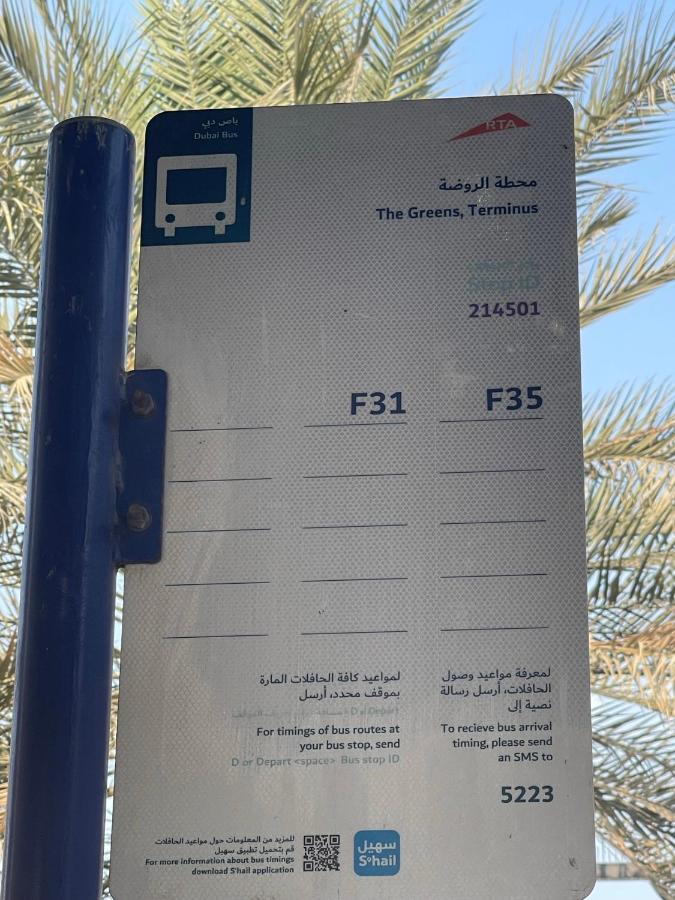 باص دبي
Dubai Bus
RTA
محطة الروضة
The Greens, Terminus
Stop ID
214501
F31
F35
لمعرفة مواعيد وصول
الحافلات، أرسل رسالة
نصية إلى
To recieve bus arrival
timing, please send
an SMS to
5223
لمواعيد كافة الحافلات المارة
بموقف محدد، أرسل
For timings of bus routes at
your bus stop, send
D or Depart <space> Bus stop ID
للمزيد من المعلومات حول مواعيد الحافلات
قم بتحميل تطبيق سهيل
For more information about bus timings
download S'hail application
سهيل
S'hail